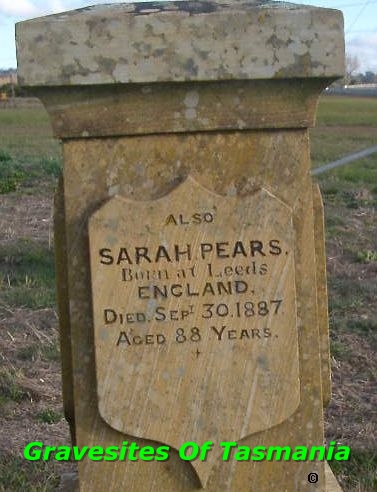 ALSO
SARAH PEARS.
Born at Leeds
ENGLAND.
DIED. SEPT 30.1887
AGED 88 YEARS.
Gravesites Of Tasmania
©